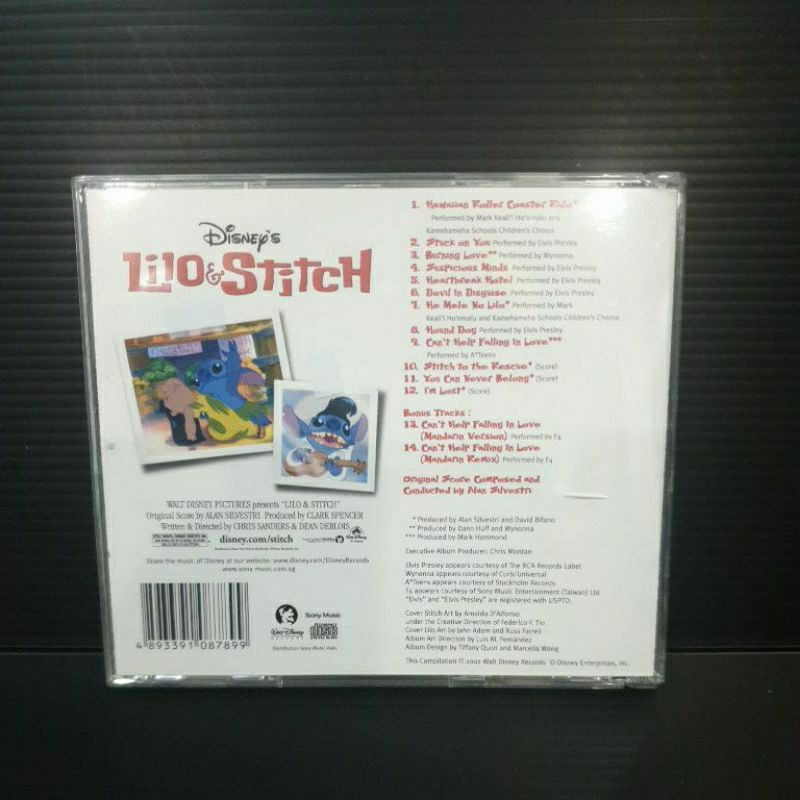 Disney's
Lilo & Stitch
WALT DISNEY PICTURES presents "LILO & STITCH"
Original Score by ALAN SILVESTRI Produced by CLARK SPENCER
Written & Directed by CHRIS SANDERS & DEAN DEBLOIS
disney.com/stitch
Share the music of Disney at our website: www.disney.com/DisneyRecords
www.sony music.com.sg
4 893391 087899
WALT DISNEY
RECORDS
Sony Music
COMPACT
disc
DIGITAL AUDIO
Distribution Sony Music Asia.
1. Hawaiian Roller Coaster Ride*
Performed by Mark Keali'i Ho'omalu and
Kamehameha Schools Children's Chorus
2. Stuck on You Performed by Elvis Presley
3. Burning Love** Performed by Wynonna
4. Suspicious Minds Performed by Elvis Presley
5. Heartbreak Hotel Performed by Elvis Presley
6. Devil in Disguise Performed by Elvis Presley
7. He Mele No Lilo* Performed by Mark
Keali'i Ho'omalu and Kamehameha Schools Children's Chorus
8. Hound Dog Performed by Elvis Presley
9. Can't Help Falling in Love***
Performed by A*Teens
10. Stitch to the Rescue* (Score)
11. You Can Never Belong* (Score)
12. I'm Lost* (Score)
Bonus Tracks :
13. Can't Help Falling in Love
(Mandarin Version) Performed by F4
14. Can't Help Falling in Love
(Mandarin Remix) Performed by F4
Original Score Composed and
Conducted by Alan Silvestri
* Produced by Alan Silvestri and David Bifano
** Produced by Dann Huff and Wynonna
*** Produced by Mark Hammond
Executive Album Producer: Chris Montan
Elvis Presley appears courtesy of The RCA Records Label
Wynonna appears courtesy of Curb/Universal
A*Teens appears courtesy of Stockholm Records
F4 appears courtesy of Sony Music Entertainment (Taiwan) Ltd
"Elvis" and "Elvis Presley" are registered with USPTO.
Cover Stitch Art by Arnaldo D'Alfonso
under the Creative Direction of Federico F. Tio
Cover Lilo Art by John Adam and Russ Farrell
Album Art Direction by Luis M. Fernández
Album Design by Tiffany Quon and Marcella Wong
This Compilation ℗ 2002 Walt Disney Records © Disney Enterprises, Inc.